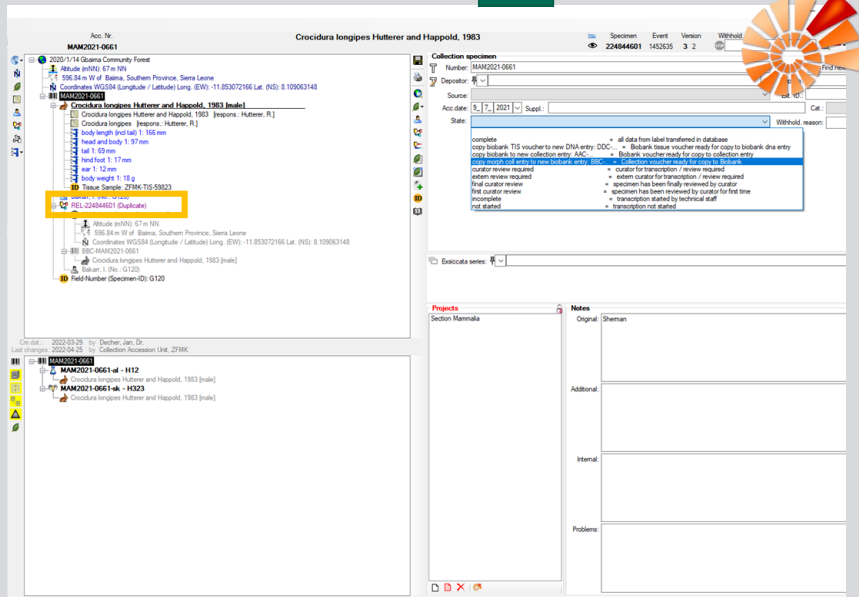 Acc. Nr.
MAM2021-0661
Crocidura longipes Hutterer and Happold, 1983
Specimen Event Version Withhold
224844601 1452635 3 2
2020/1/14 Gbaima Community Forest
Altitude (mNN): 67 m NN
596.84 m W of Baiima, Southern Province, Sierra Leone
Coordinates WGS84 (Longitude / Latitude) Long. (EW): -11.853072166 Lat. (NS): 8.109063148
MAM2021-0661
Crocidura longipes Hutterer and Happold, 1983 [male]
Crocidura longipes Hutterer and Happold, 1983 [respons.: Hutterer, R.]
Crocidura longipes [respons.: Hutterer, R.]
body length (incl tail) 1: 166 mm
head and body 1: 97 mm
tail 1: 69 mm
hind foot 1: 17 mm
ear 1: 12 mm
body weight 1: 18 g
ID Tissue Sample: ZFMK-TIS-59823
Bakarr, I. (No.: G120)
REL-224844601 (Duplicate)
Altitude (mNN): 67 m NN
596.84 m W of Baiima, Southern Province, Sierra Leone
Coordinates WGS84 (Longitude / Latitude) Long. (EW): -11.853072166 Lat. (NS): 8.109063148
BBC-MAM2021-0661
Crocidura longipes Hutterer and Happold, 1983
Bakarr, I. (No.: G120)
ID Field-Number (Specimen-ID): G120
Cre.dat.: 2022-03-29 by Decher, Jan, Dr.
Last changes: 2022-04-25 by Collection Accession Unit, ZFMK
MAM2021-0661
MAM2021-0661-al - H12
Crocidura longipes Hutterer and Happold, 1983 [male]
MAM2021-0661-sk - H323
Crocidura longipes Hutterer and Happold, 1983 [male]
ID
Collection specimen
Number: MAM2021-0661
Find nex
Depositor:
Source:
Ext. ID.:
Acc.date: 9_ 7_ 2021 Suppl.:
Cat.:
State:
Withhold. reason:
complete = all data from label transferred in database
copy biobank TIS voucher to new DNA entry: DDC-... = Biobank tissue voucher ready for copy to biobank dna entry
copy biobank to new collection entry: AAC-... = Biobank voucher ready for copy to collection entry
copy morph coll entry to new biobank entry: BBC-... = Collection voucher ready to copy to Biobank
curator review required = curator for transcription / review required
extern review required = extern curator for transcription / review required
final curator review = specimen has been finally reviewed by curator
first curator review = specimen has been reviewed by curator for first time
incomplete = transcription started by technical staff
not started = transcription not started
Exsiccata series:
Projects
Section Mammalia
Notes
Original: Sherman
Additional:
Internal:
Problems: